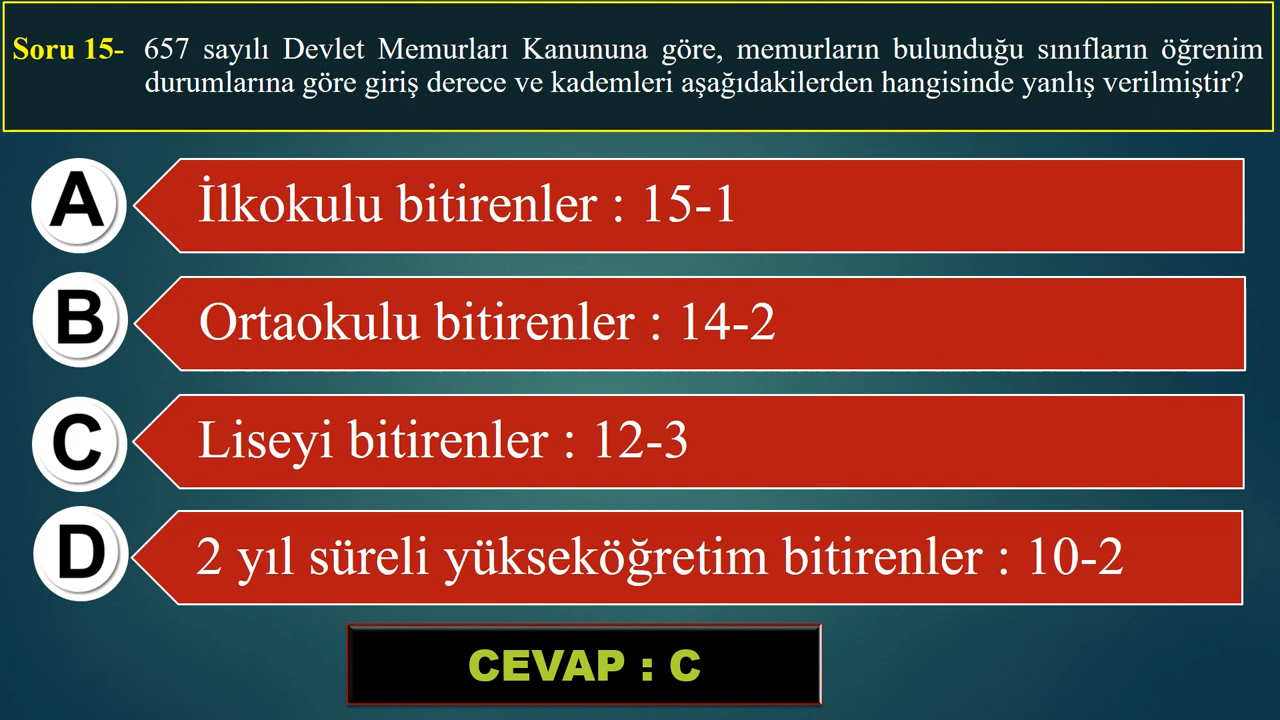 Soru 15- 657 sayılı Devlet Memurları Kanununa göre, memurların bulunduğu sınıfların öğrenim
durumlarına göre giriş derece ve kademleri aşağıdakilerden hangisinde yanlış verilmiştir?
A İlkokulu bitirenler : 15-1
B Ortaokulu bitirenler : 14-2
C Liseyi bitirenler : 12-3
D 2 yıl süreli yükseköğretim bitirenler : 10-2
CEVAP : C